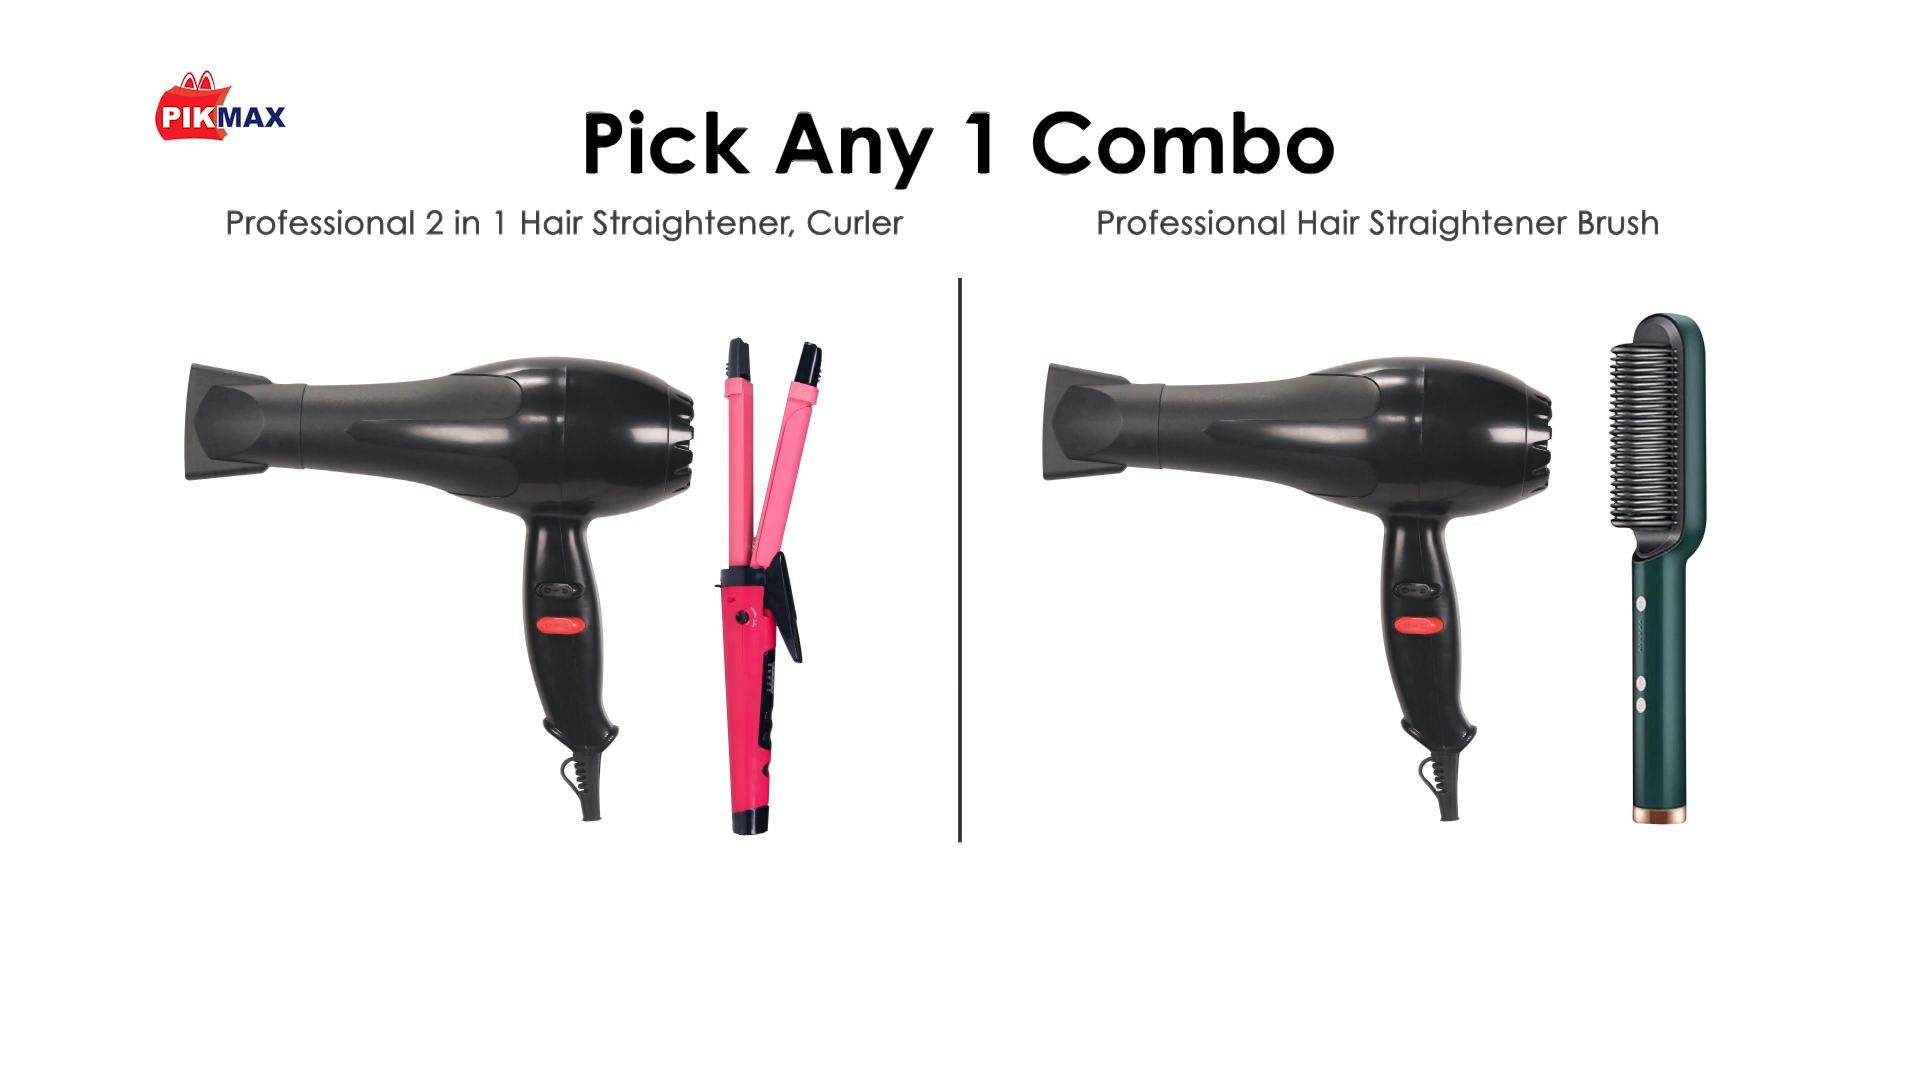 PIKMAX
Pick Any 1 Combo
Professional 2 in 1 Hair Straightener, Curler
Professional Hair Straightener Brush